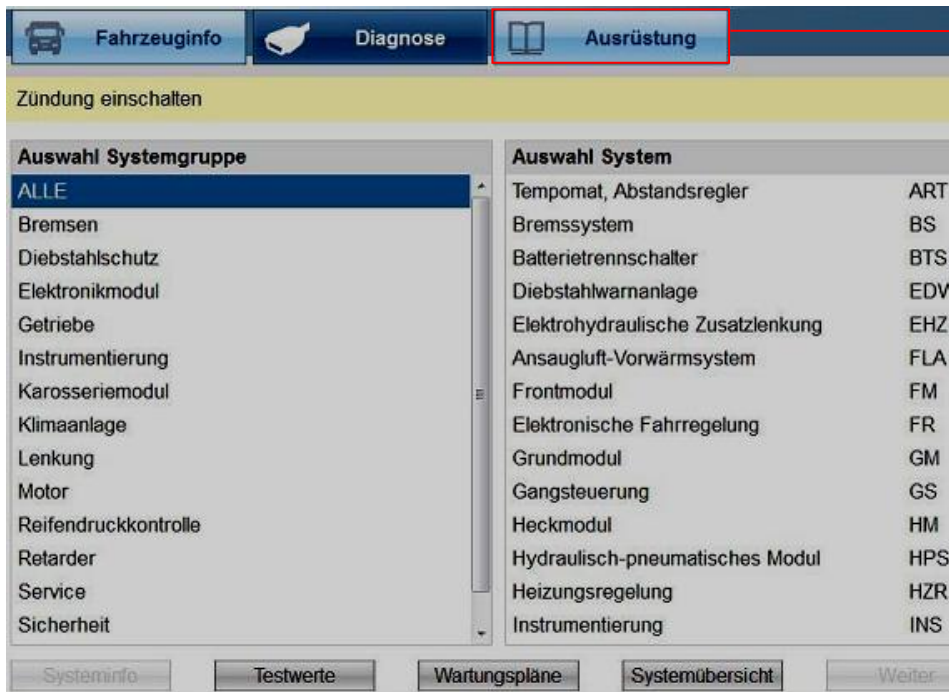 Fahrzeuginfo Diagnose Ausrüstung
Zündung einschalten
Auswahl Systemgruppe
ALLE
Bremsen
Diebstahlschutz
Elektronikmodul
Getriebe
Instrumentierung
Karosseriemodul
Klimaanlage
Lenkung
Motor
Reifendruckkontrolle
Retarder
Service
Sicherheit
Auswahl System
Tempomat, Abstandsregler ART
Bremssystem BS
Batterietrennschalter BTS
Diebstahlwarnanlage EDW
Elektrohydraulische Zusatzlenkung EHZ
Ansaugluft-Vorwärmsystem FLA
Frontmodul FM
Elektronische Fahrregelung FR
Grundmodul GM
Gangsteuerung GS
Heckmodul HM
Hydraulisch-pneumatisches Modul HPS
Heizungsregelung HZR
Instrumentierung INS
Systeminfo Testwerte Wartungspläne Systemübersicht Weiter